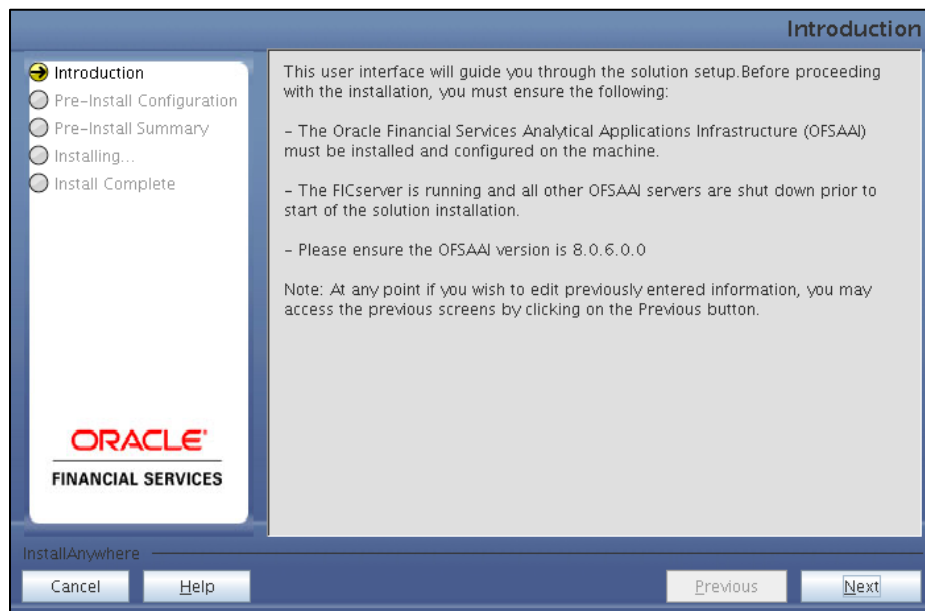 Introduction
Introduction
Pre-Install Configuration
Pre-Install Summary
Installing...
Install Complete
This user interface will guide you through the solution setup.Before proceeding
with the installation, you must ensure the following:
- The Oracle Financial Services Analytical Applications Infrastructure (OFSAAI)
must be installed and configured on the machine.
- The FICserver is running and all other OFSAAI servers are shut down prior to
start of the solution installation.
- Please ensure the OFSAAI version is 8.0.6.0.0
Note: At any point if you wish to edit previously entered information, you may
access the previous screens by clicking on the Previous button.
ORACLE
FINANCIAL SERVICES
InstallAnywhere
Cancel Help Previous Next